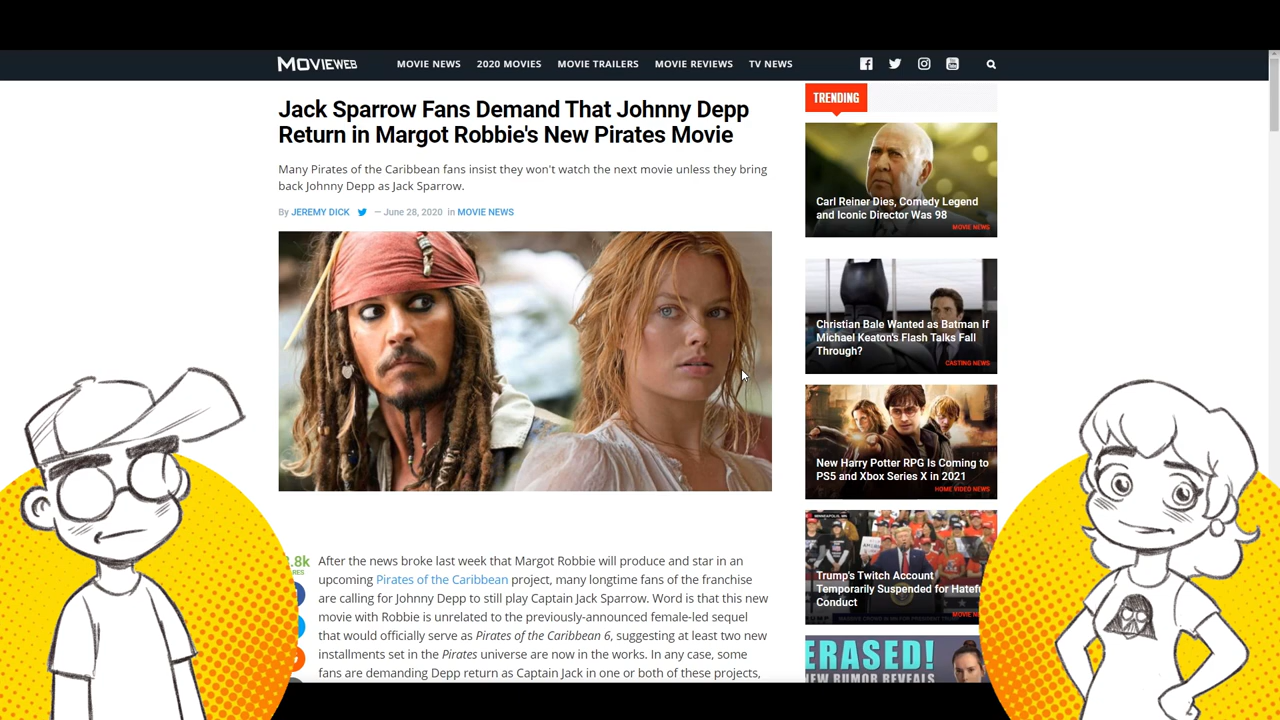 MOVIEWEB
MOVIE NEWS
2020 MOVIES
MOVIE TRAILERS
MOVIE REVIEWS
TV NEWS
Jack Sparrow Fans Demand That Johnny Depp
Return in Margot Robbie's New Pirates Movie
Many Pirates of the Caribbean fans insist they won't watch the next movie unless they bring
back Johnny Depp as Jack Sparrow.
By JEREMY DICK — June 28, 2020 in MOVIE NEWS
.8k
RES
After the news broke last week that Margot Robbie will produce and star in an
upcoming Pirates of the Caribbean project, many longtime fans of the franchise
are calling for Johnny Depp to still play Captain Jack Sparrow. Word is that this new
movie with Robbie is unrelated to the previously-announced female-led sequel
that would officially serve as Pirates of the Caribbean 6, suggesting at least two new
installments set in the Pirates universe are now in the works. In any case, some
fans are demanding Depp return as Captain Jack in one or both of these projects,
TRENDING
Carl Reiner Dies, Comedy Legend
and Iconic Director Was 98
MOVIE NEWS
Christian Bale Wanted as Batman If
Michael Keaton's Flash Talks Fall
Through?
CASTING NEWS
New Harry Potter RPG Is Coming to
PS5 and Xbox Series X in 2021
HOME VIDEO NEWS
Trump's Twitch Account
Temporarily Suspended for Hatefu
Conduct
MOVIE N
ERASED!
NEW RUMOR REVEALS